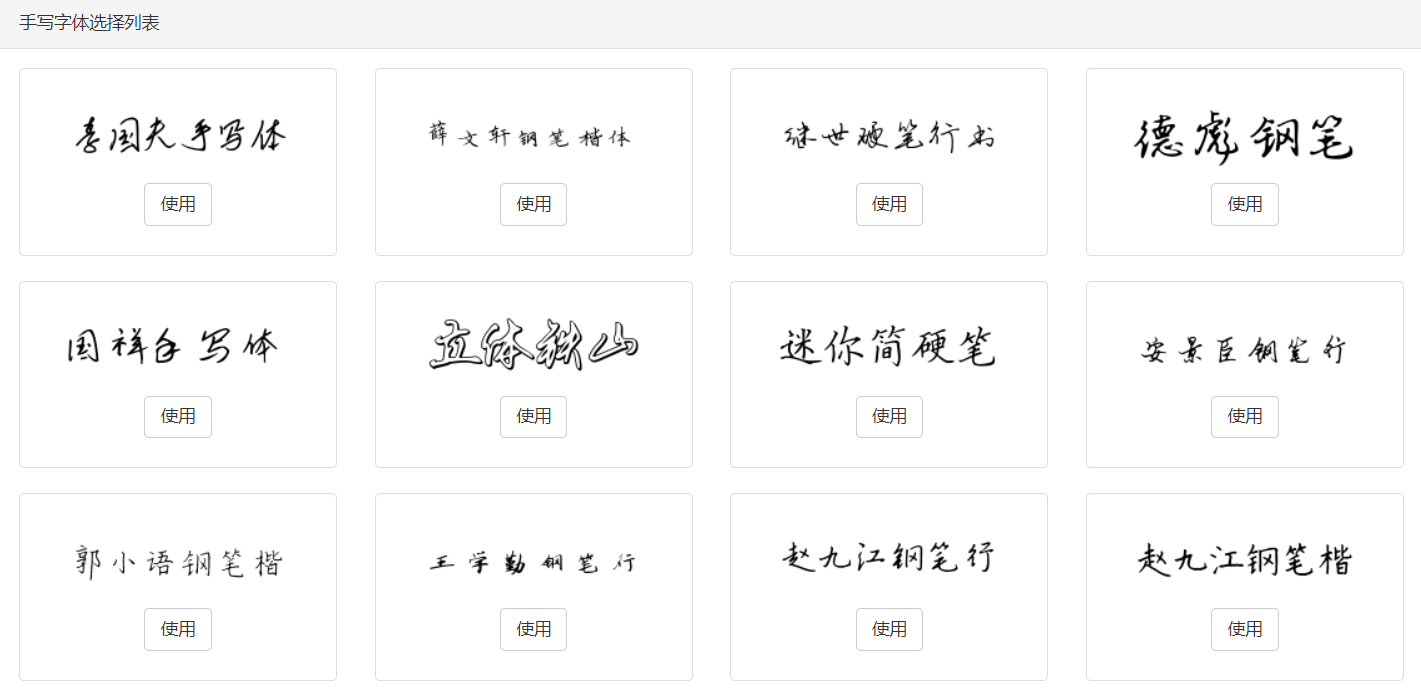 手写字体选择列表
李国夫手写体
薛文轩钢笔楷体
继世硬笔行书
德彪钢笔
使用
使用
使用
使用
国祥手写体
立体铁山
迷你简硬笔
安景臣钢笔行
使用
使用
使用
使用
郭小语钢笔楷
王学勤钢笔行
赵九江钢笔行
赵九江钢笔楷
使用
使用
使用
使用